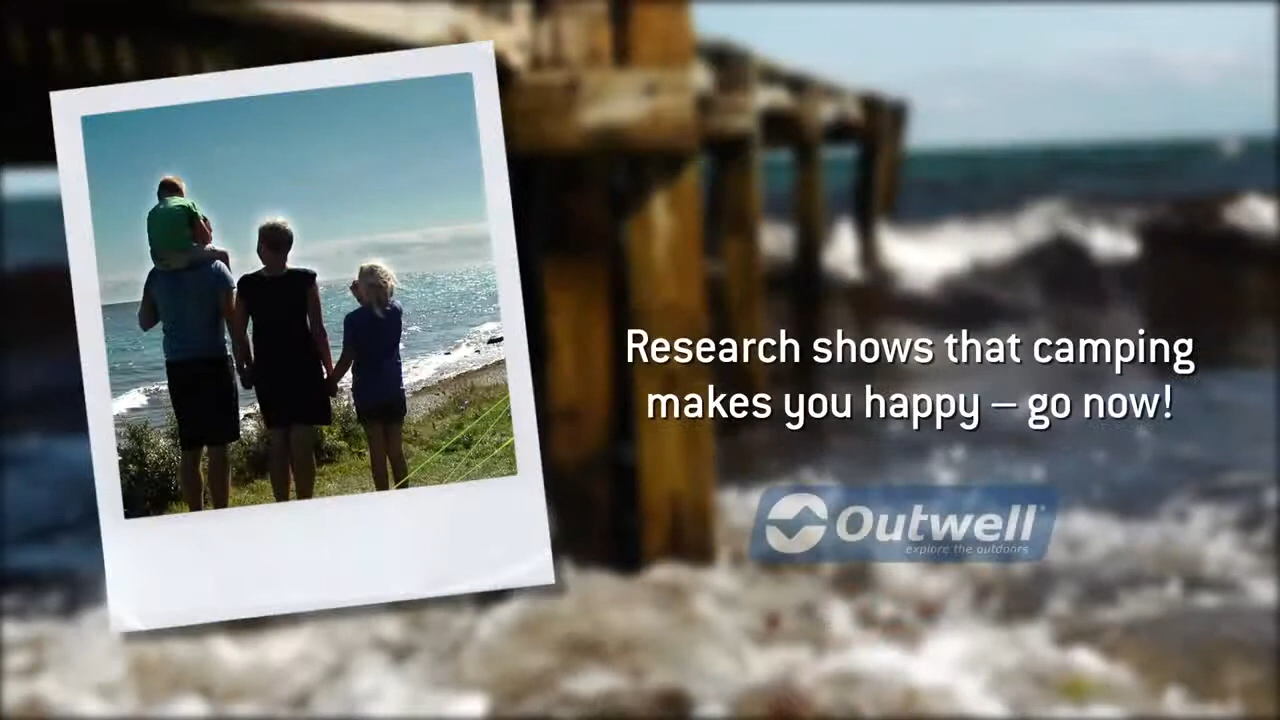 Research shows that camping
makes you happy – go now!
Outwell
explore the outdoors